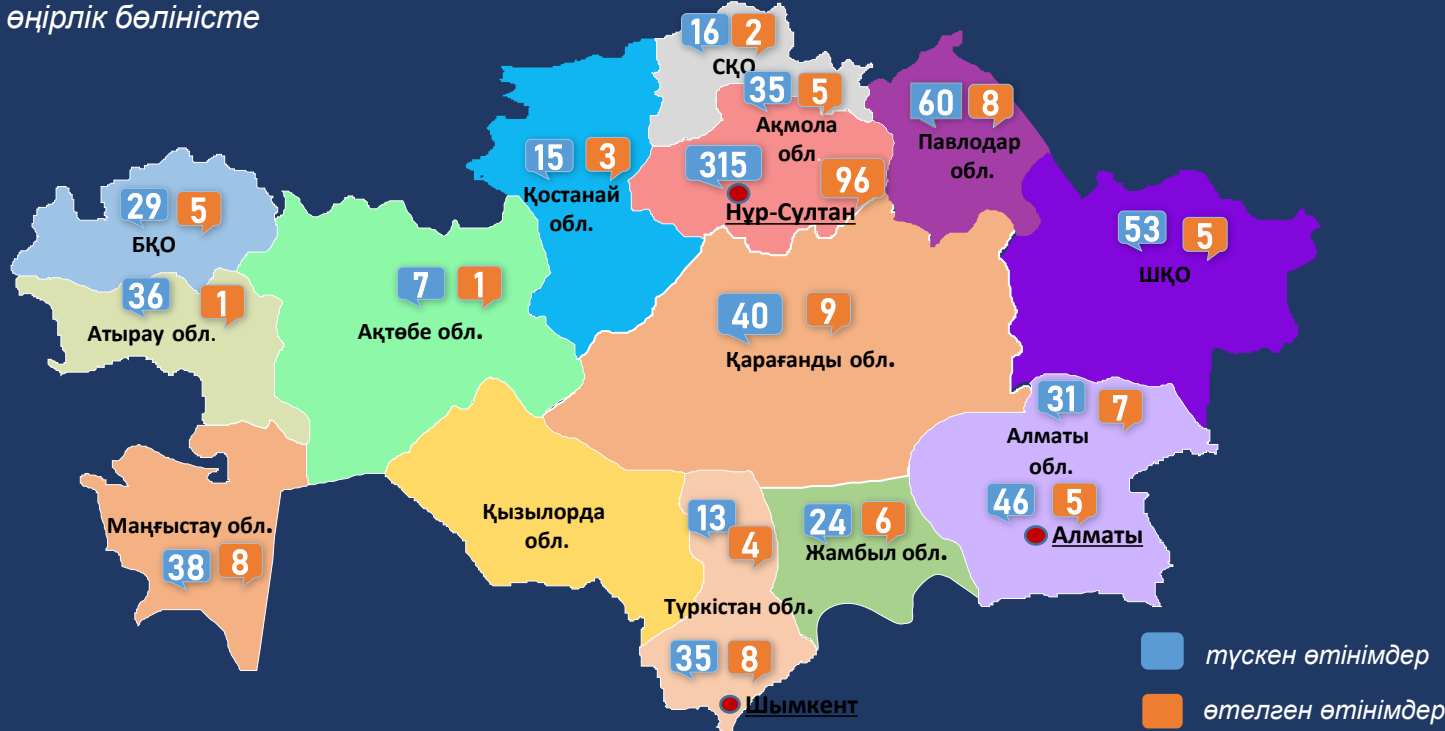 өңірлік бөліністе
16 2
СҚО
35 5
Ақмола
обл.
315
96
Нұр-Султан
60 8
Павлодар
обл.
15 3
Қостанай
обл.
29 5
БҚО
53 5
ШҚО
36 1
Атырау обл.
7 1
Ақтөбе обл.
40 9
Қарағанды обл.
31 7
Алматы
обл.
46 5
Алматы
Маңғыстау обл.
38 8
Қызылорда
обл.
13
4
Түркістан обл.
24 6
Жамбыл обл.
35 8
Шымкент
түскен өтінімдер
өтелген өтінімдер